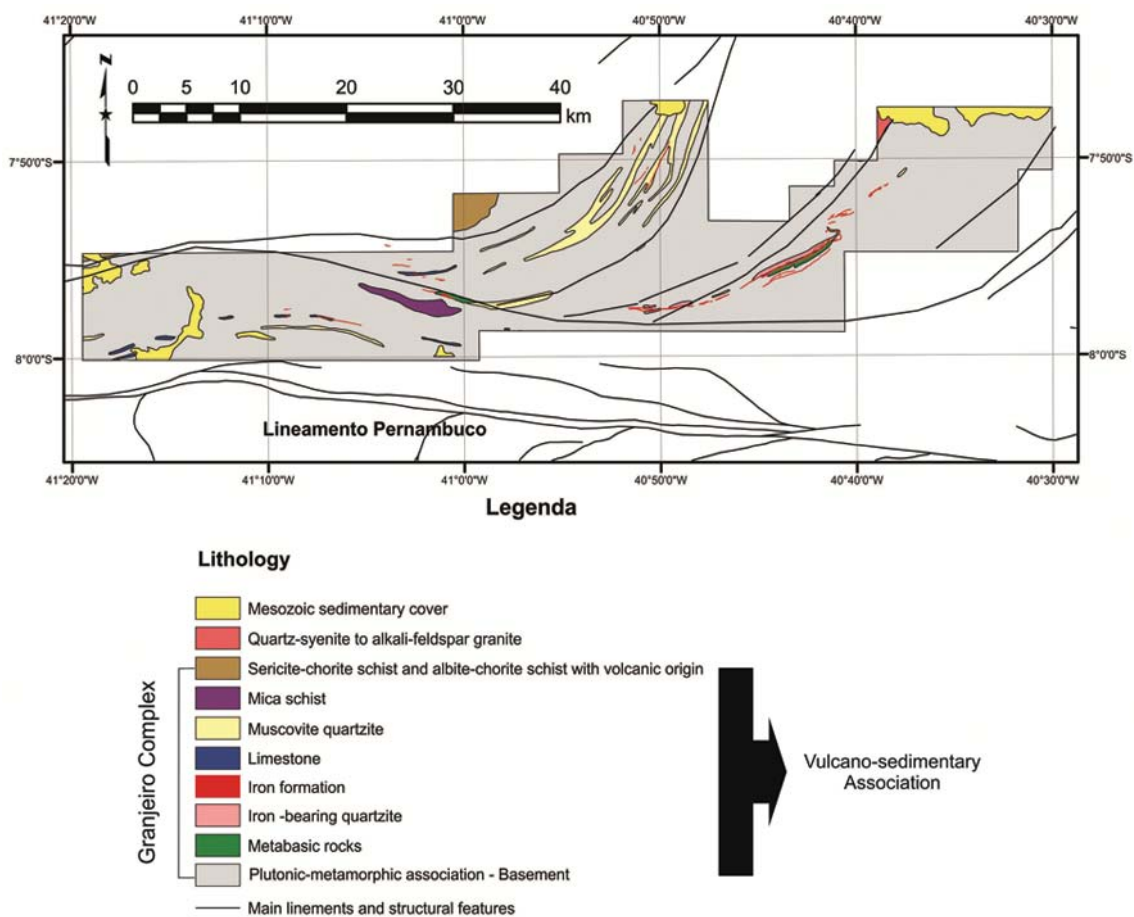 41°20'0"W 41°10'0"W 41°0'0"W 40°50'0"W 40°40'0"W 40°30'0"W
N
0 5 10 20 30 40
km
7°50'0"S 7°50'0"S
8°0'0"S 8°0'0"S
Lineamento Pernambuco
41°20'0"W 41°10'0"W 41°0'0"W 40°50'0"W 40°40'0"W 40°30'0"W
Legenda
Lithology
Mesozoic sedimentary cover
Quartz-syenite to alkali-feldspar granite
Sericite-chorite schist and albite-chorite schist with volcanic origin
Mica schist
Muscovite quartzite
Limestone
Iron formation
Iron -bearing quartzite
Metabasic rocks
Plutonic-metamorphic association - Basement
Main linements and structural features
Granjeiro Complex
Vulcano-sedimentary
Association